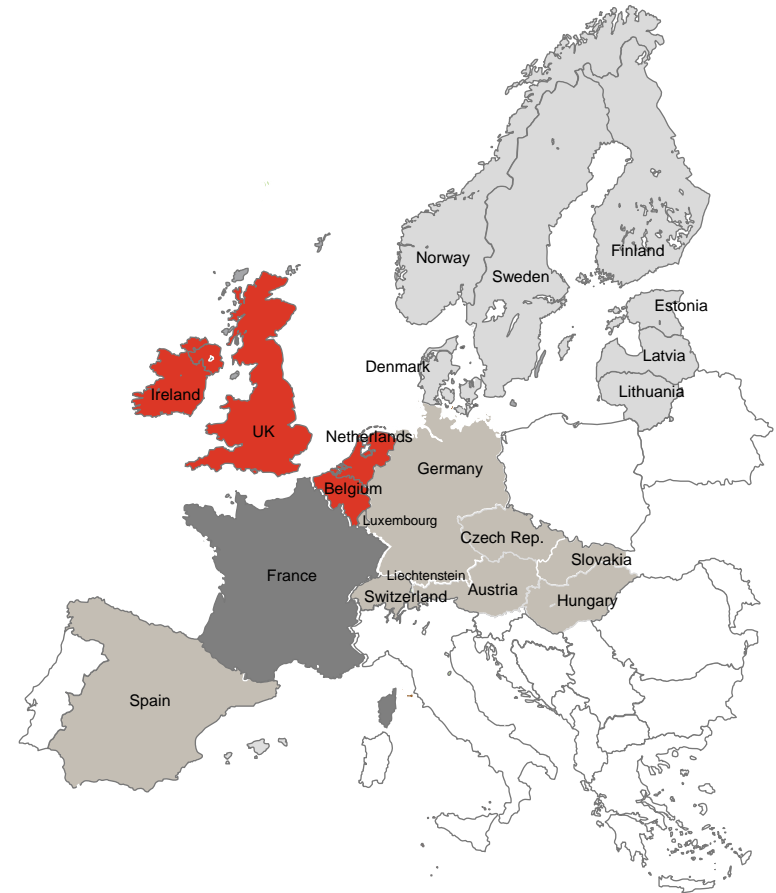 Norway
Finland
Sweden
Estonia
Latvia
Denmark
Lithuania
Ireland
UK
Netherlands
Germany
Belgium
Luxembourg
Czech Rep.
Slovakia
France
Liechtenstein
Switzerland
Austria
Hungary
Spain